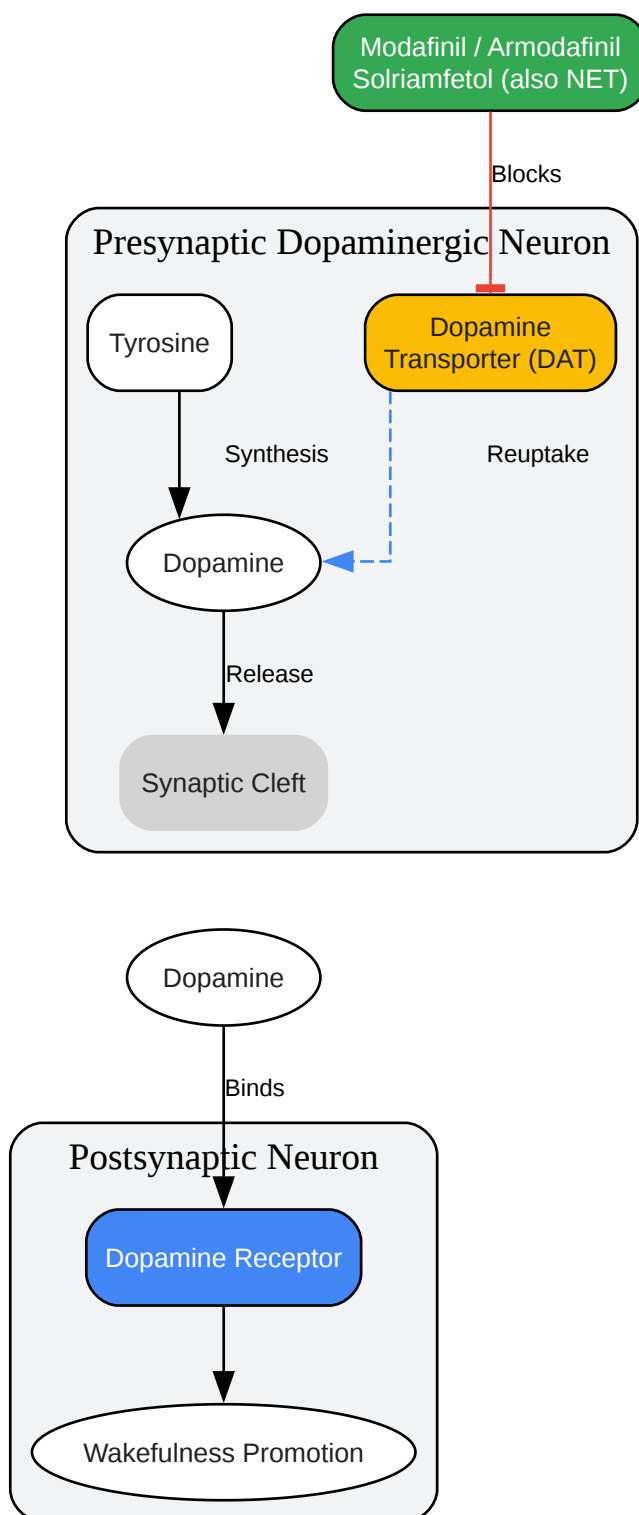 Modafinil / Armodafinil
Solriamfetol (also NET)
Blocks
Presynaptic Dopaminergic Neuron
Tyrosine
Dopamine
Transporter (DAT)
Synthesis
Reuptake
Dopamine
Release
Synaptic Cleft
Dopamine
Binds
Postsynaptic Neuron
Dopamine Receptor
Wakefulness Promotion